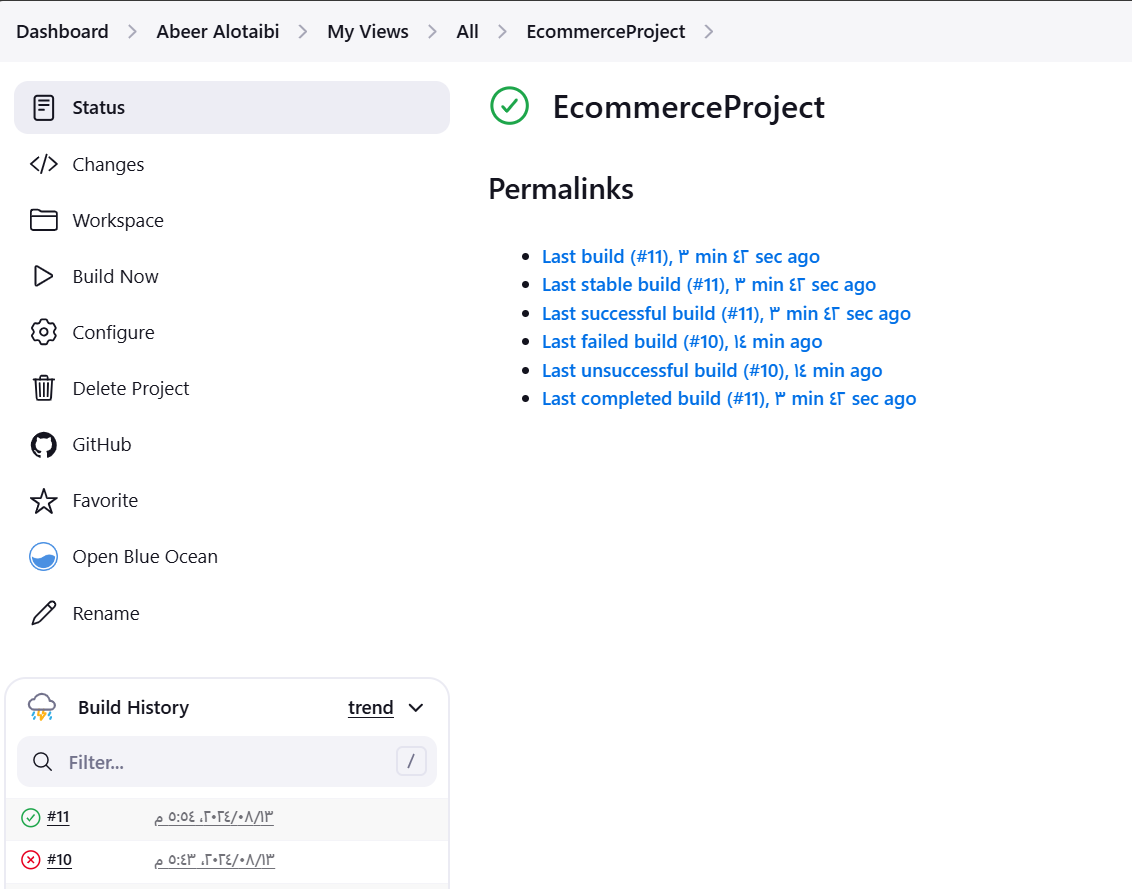 Dashboard > Abeer Alotaibi > My Views > All > EcommerceProject >
Status
Changes
Workspace
Build Now
Configure
Delete Project
GitHub
Favorite
Open Blue Ocean
Rename
Build History trend
Filter... /
#11 ١٣‏/٠٨‏/٢٠٢٤، ٥:٥٤ م
#10 ١٣‏/٠٨‏/٢٠٢٤، ٥:٤٣ م
EcommerceProject
Permalinks
Last build (#11), ٣ min ٤٢ sec ago
Last stable build (#11), ٣ min ٤٢ sec ago
Last successful build (#11), ٣ min ٤٢ sec ago
Last failed build (#10), ١٤ min ago
Last unsuccessful build (#10), ١٤ min ago
Last completed build (#11), ٣ min ٤٢ sec ago